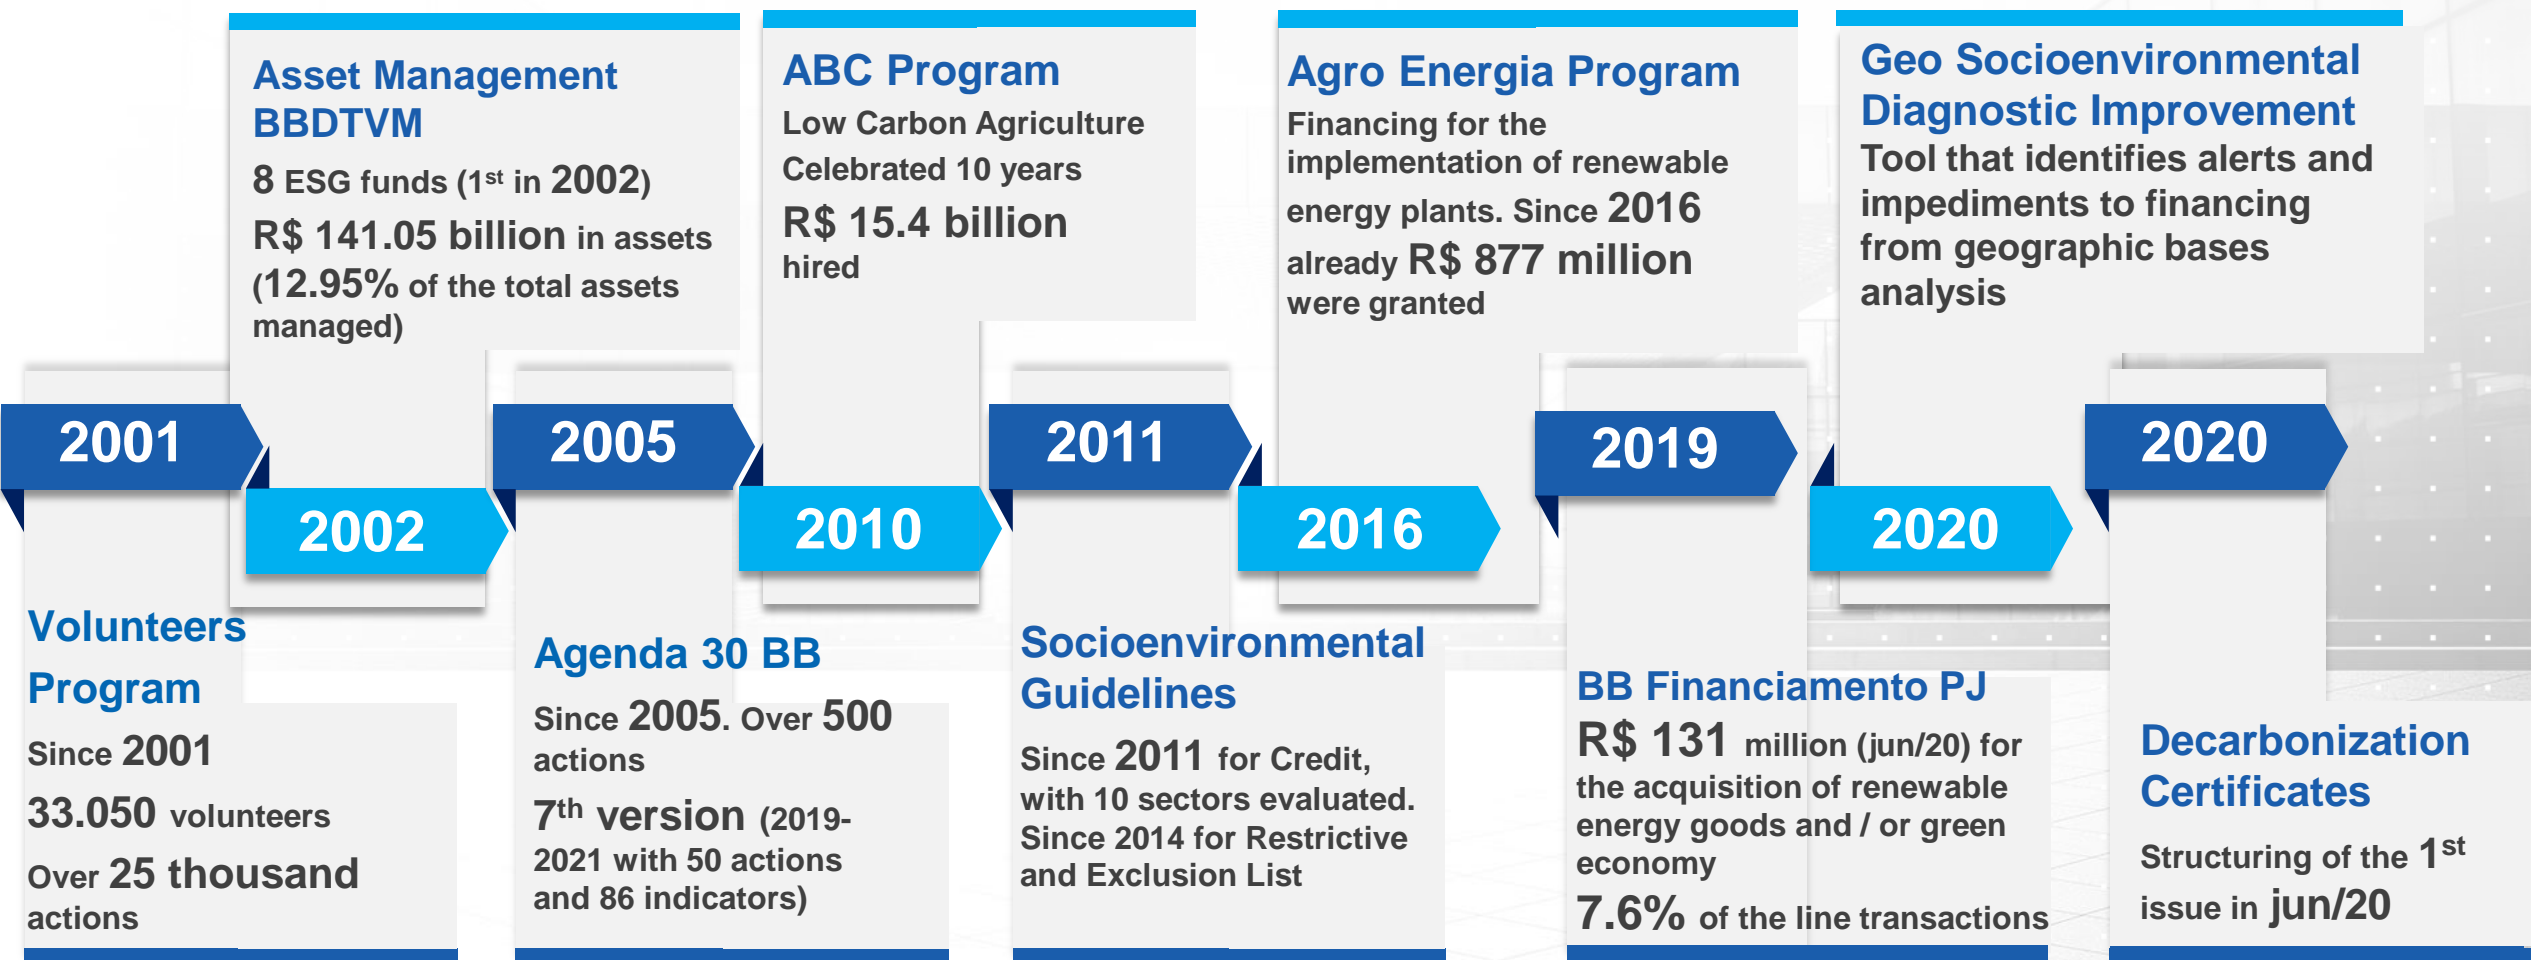 Asset Management
BBDTVM
8 ESG funds (1st in 2002)
R$ 141.05 billion in assets
(12.95% of the total assets
managed)
ABC Program
Low Carbon Agriculture
Celebrated 10 years
R$ 15.4 billion
hired
Agro Energia Program
Financing for the
implementation of renewable
energy plants. Since 2016
already R$ 877 million
were granted
Geo Socioenvironmental
Diagnostic Improvement
Tool that identifies alerts and
impediments to financing
from geographic bases
analysis
2001
2002
2005
2010
2011
2016
2019
2020
2020
Volunteers
Program
Since 2001
33.050 volunteers
Over 25 thousand
actions
Agenda 30 BB
Since 2005. Over 500
actions
7th version (2019-
2021 with 50 actions
and 86 indicators)
Socioenvironmental
Guidelines
Since 2011 for Credit,
with 10 sectors evaluated.
Since 2014 for Restrictive
and Exclusion List
BB Financiamento PJ
R$ 131 million (jun/20) for
the acquisition of renewable
energy goods and / or green
economy
7.6% of the line transactions
Decarbonization
Certificates
Structuring of the 1st
issue in jun/20